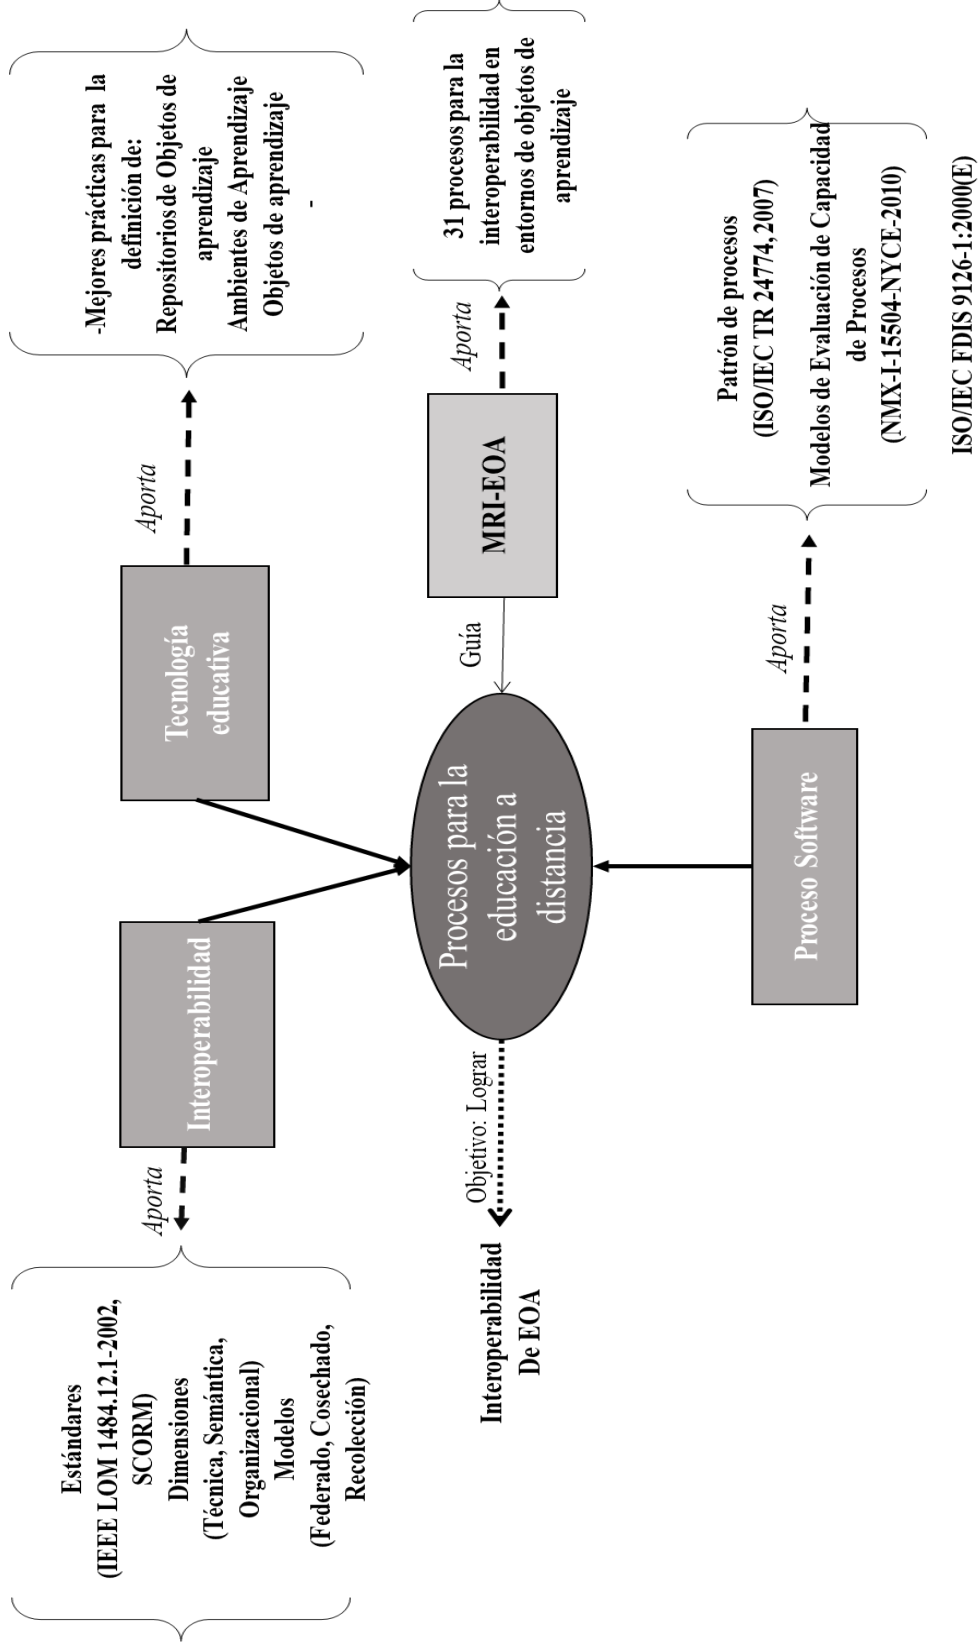 Estándares
(IEEE LOM 1484.12.1-2002,
SCORM)
Dimensiones
(Técnica, Semántica,
Organizacional)
Modelos
(Federado, Cosechado,
Recolección)
Aporta
Interoperabilidad
Tecnología
educativa
Aporta
-Mejores prácticas para la
definición de:
Repositorios de Objetos de
aprendizaje
Ambientes de Aprendizaje
Objetos de aprendizaje
-
Interoperabilidad
De EOA
Objetivo: Lograr
Procesos para la
educación a
distancia
Guía
MRI-EOA
Aporta
31 procesos para la
interoperabilidad en
entornos de objetos de
aprendizaje
Proceso Software
Aporta
Patrón de procesos
(ISO/IEC TR 24774, 2007)
Modelos de Evaluación de Capacidad
de Procesos
(NMX-I-15504-NYCE-2010)
ISO/IEC FDIS 9126-1:2000(E)